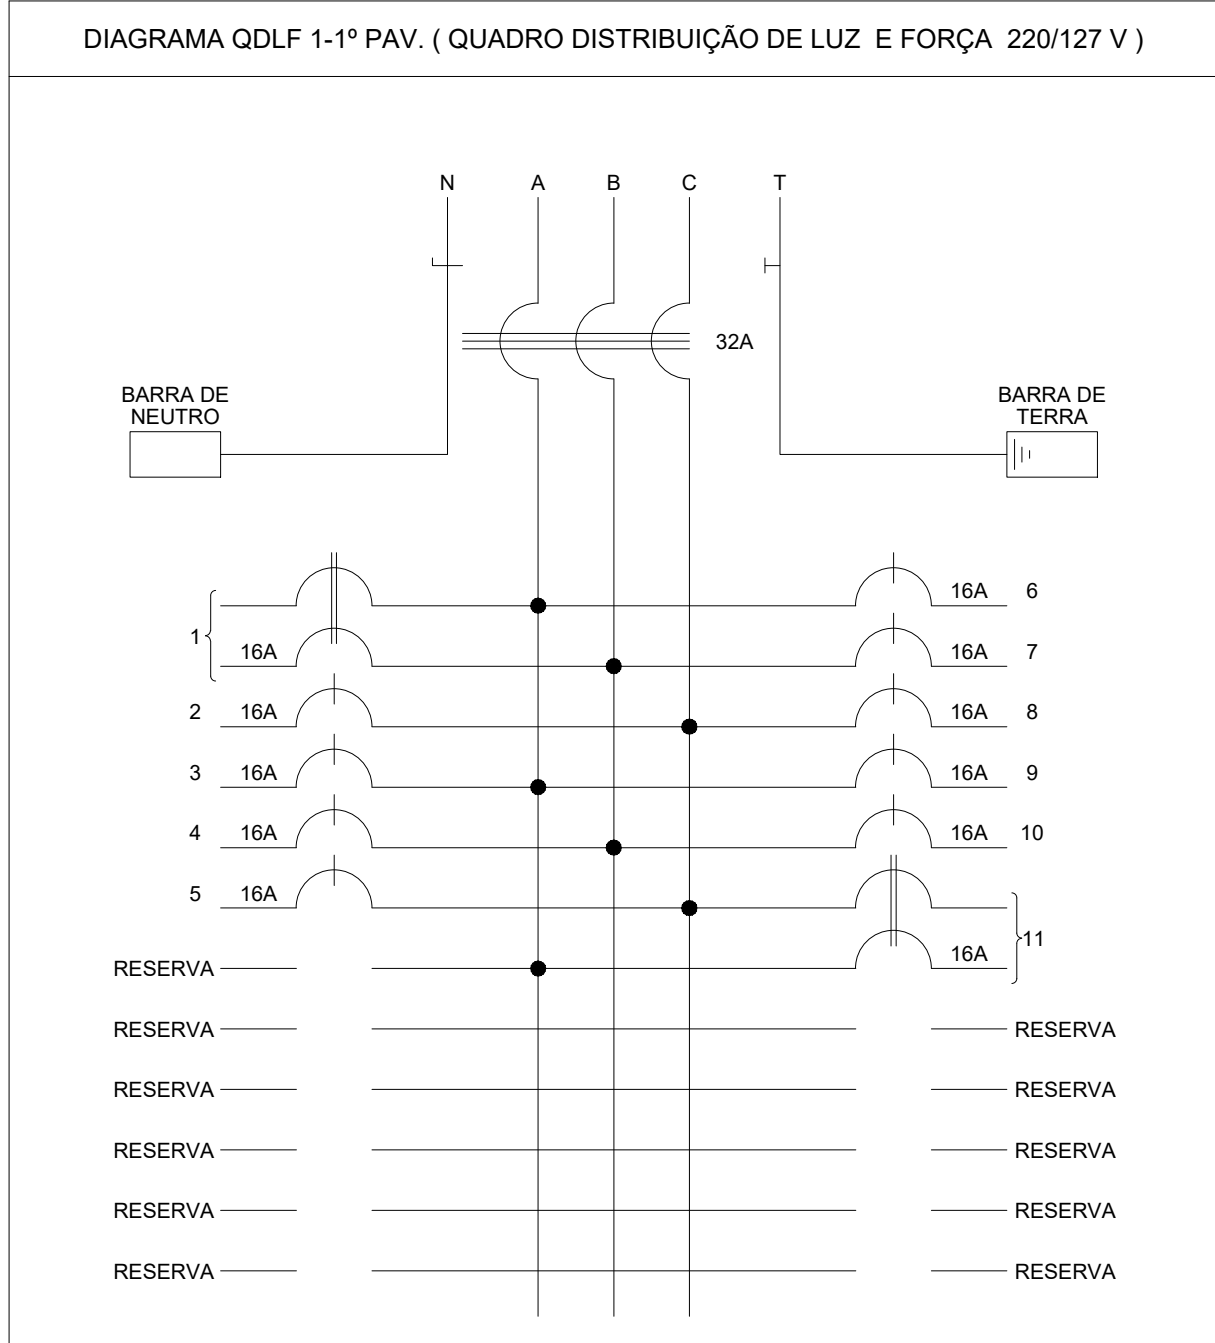 DIAGRAMA QDLF 1-1º PAV. ( QUADRO DISTRIBUIÇÃO DE LUZ E FORÇA 220/127 V )
N A B C T
32A
BARRA DE
NEUTRO
BARRA DE
TERRA
16A 6
1 16A 16A 7
2 16A 16A 8
3 16A 16A 9
4 16A 16A 10
5 16A
16A 11
RESERVA
RESERVA RESERVA
RESERVA RESERVA
RESERVA RESERVA
RESERVA RESERVA
RESERVA RESERVA